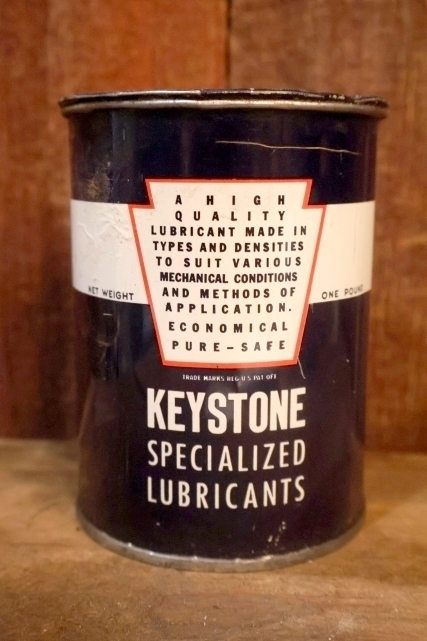 A HIGH
QUALITY
LUBRICANT MADE IN
TYPES AND DENSITIES
TO SUIT VARIOUS
MECHANICAL CONDITIONS
AND METHODS OF
APPLICATION.
ECONOMICAL
PURE-SAFE
NET WEIGHT
ONE POUND
TRADE MARKS REG. U.S. PAT. OFF.
KEYSTONE
SPECIALIZED
LUBRICANTS